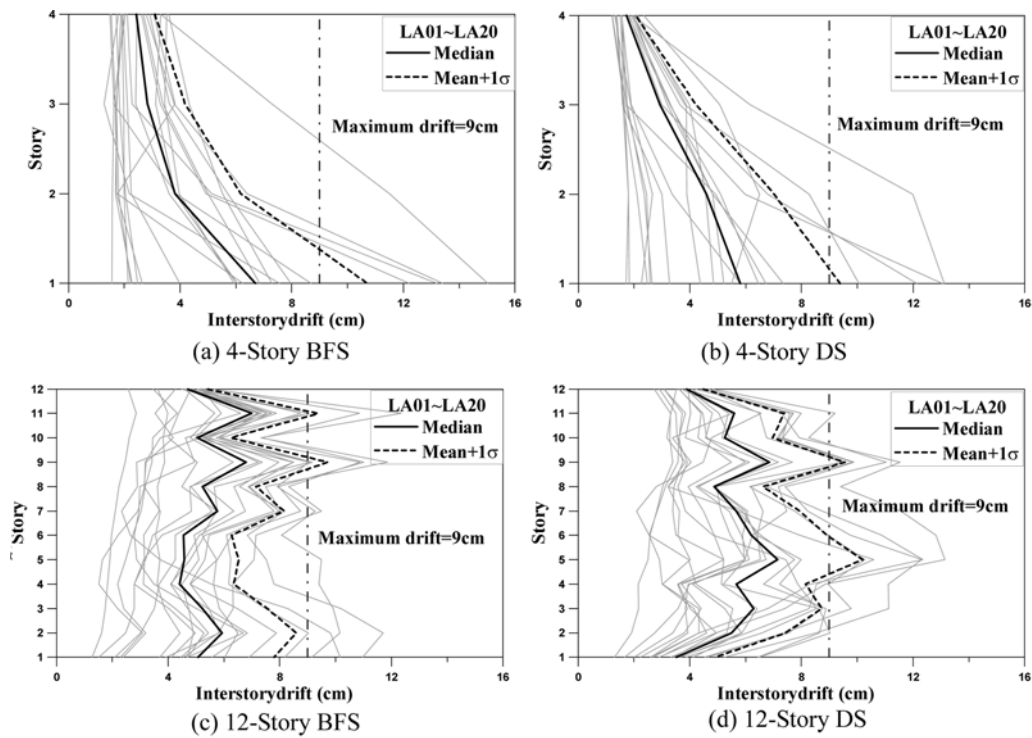 4
3
2
1
Story
LA01~LA20
Median
Mean+1σ
Maximum drift=9cm
0 4 8 12 16
Interstorydrift (cm)
(a) 4-Story BFS
4
3
2
1
Story
LA01~LA20
Median
Mean+1σ
Maximum drift=9cm
0 4 8 12 16
Interstorydrift (cm)
(b) 4-Story DS
12
11
10
9
8
7
6
5
4
3
2
1
Story
LA01~LA20
Median
Mean+1σ
Maximum drift=9cm
0 4 8 12 16
Interstorydrift (cm)
(c) 12-Story BFS
12
11
10
9
8
7
6
5
4
3
2
1
Story
LA01~LA20
Median
Mean+1σ
Maximum drift=9cm
0 4 8 12 16
Interstorydrift (cm)
(d) 12-Story DS